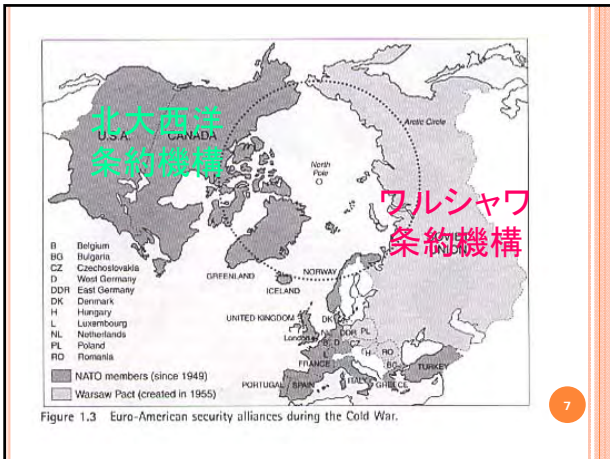 北大西洋
条約機構
U.S.A.
CANADA
Arctic Circle
North
Pole
ワルシャワ
条約機構
UNION
GREENLAND
ICELAND
NORWAY
UNITED KINGDOM
London
DK
NL
DDR
PL
B
D
CZ
L
H
RO
BG
FRANCE
PORTUGAL
SPAIN
ITALY
GREECE
TURKEY
B Belgium
BG Bulgaria
CZ Czechoslovakia
D West Germany
DDR East Germany
DK Denmark
H Hungary
L Luxembourg
NL Netherlands
PL Poland
RO Romania
NATO members (since 1949)
Warsaw Pact (created in 1955)
Figure 1.3 Euro-American security alliances during the Cold War.
7